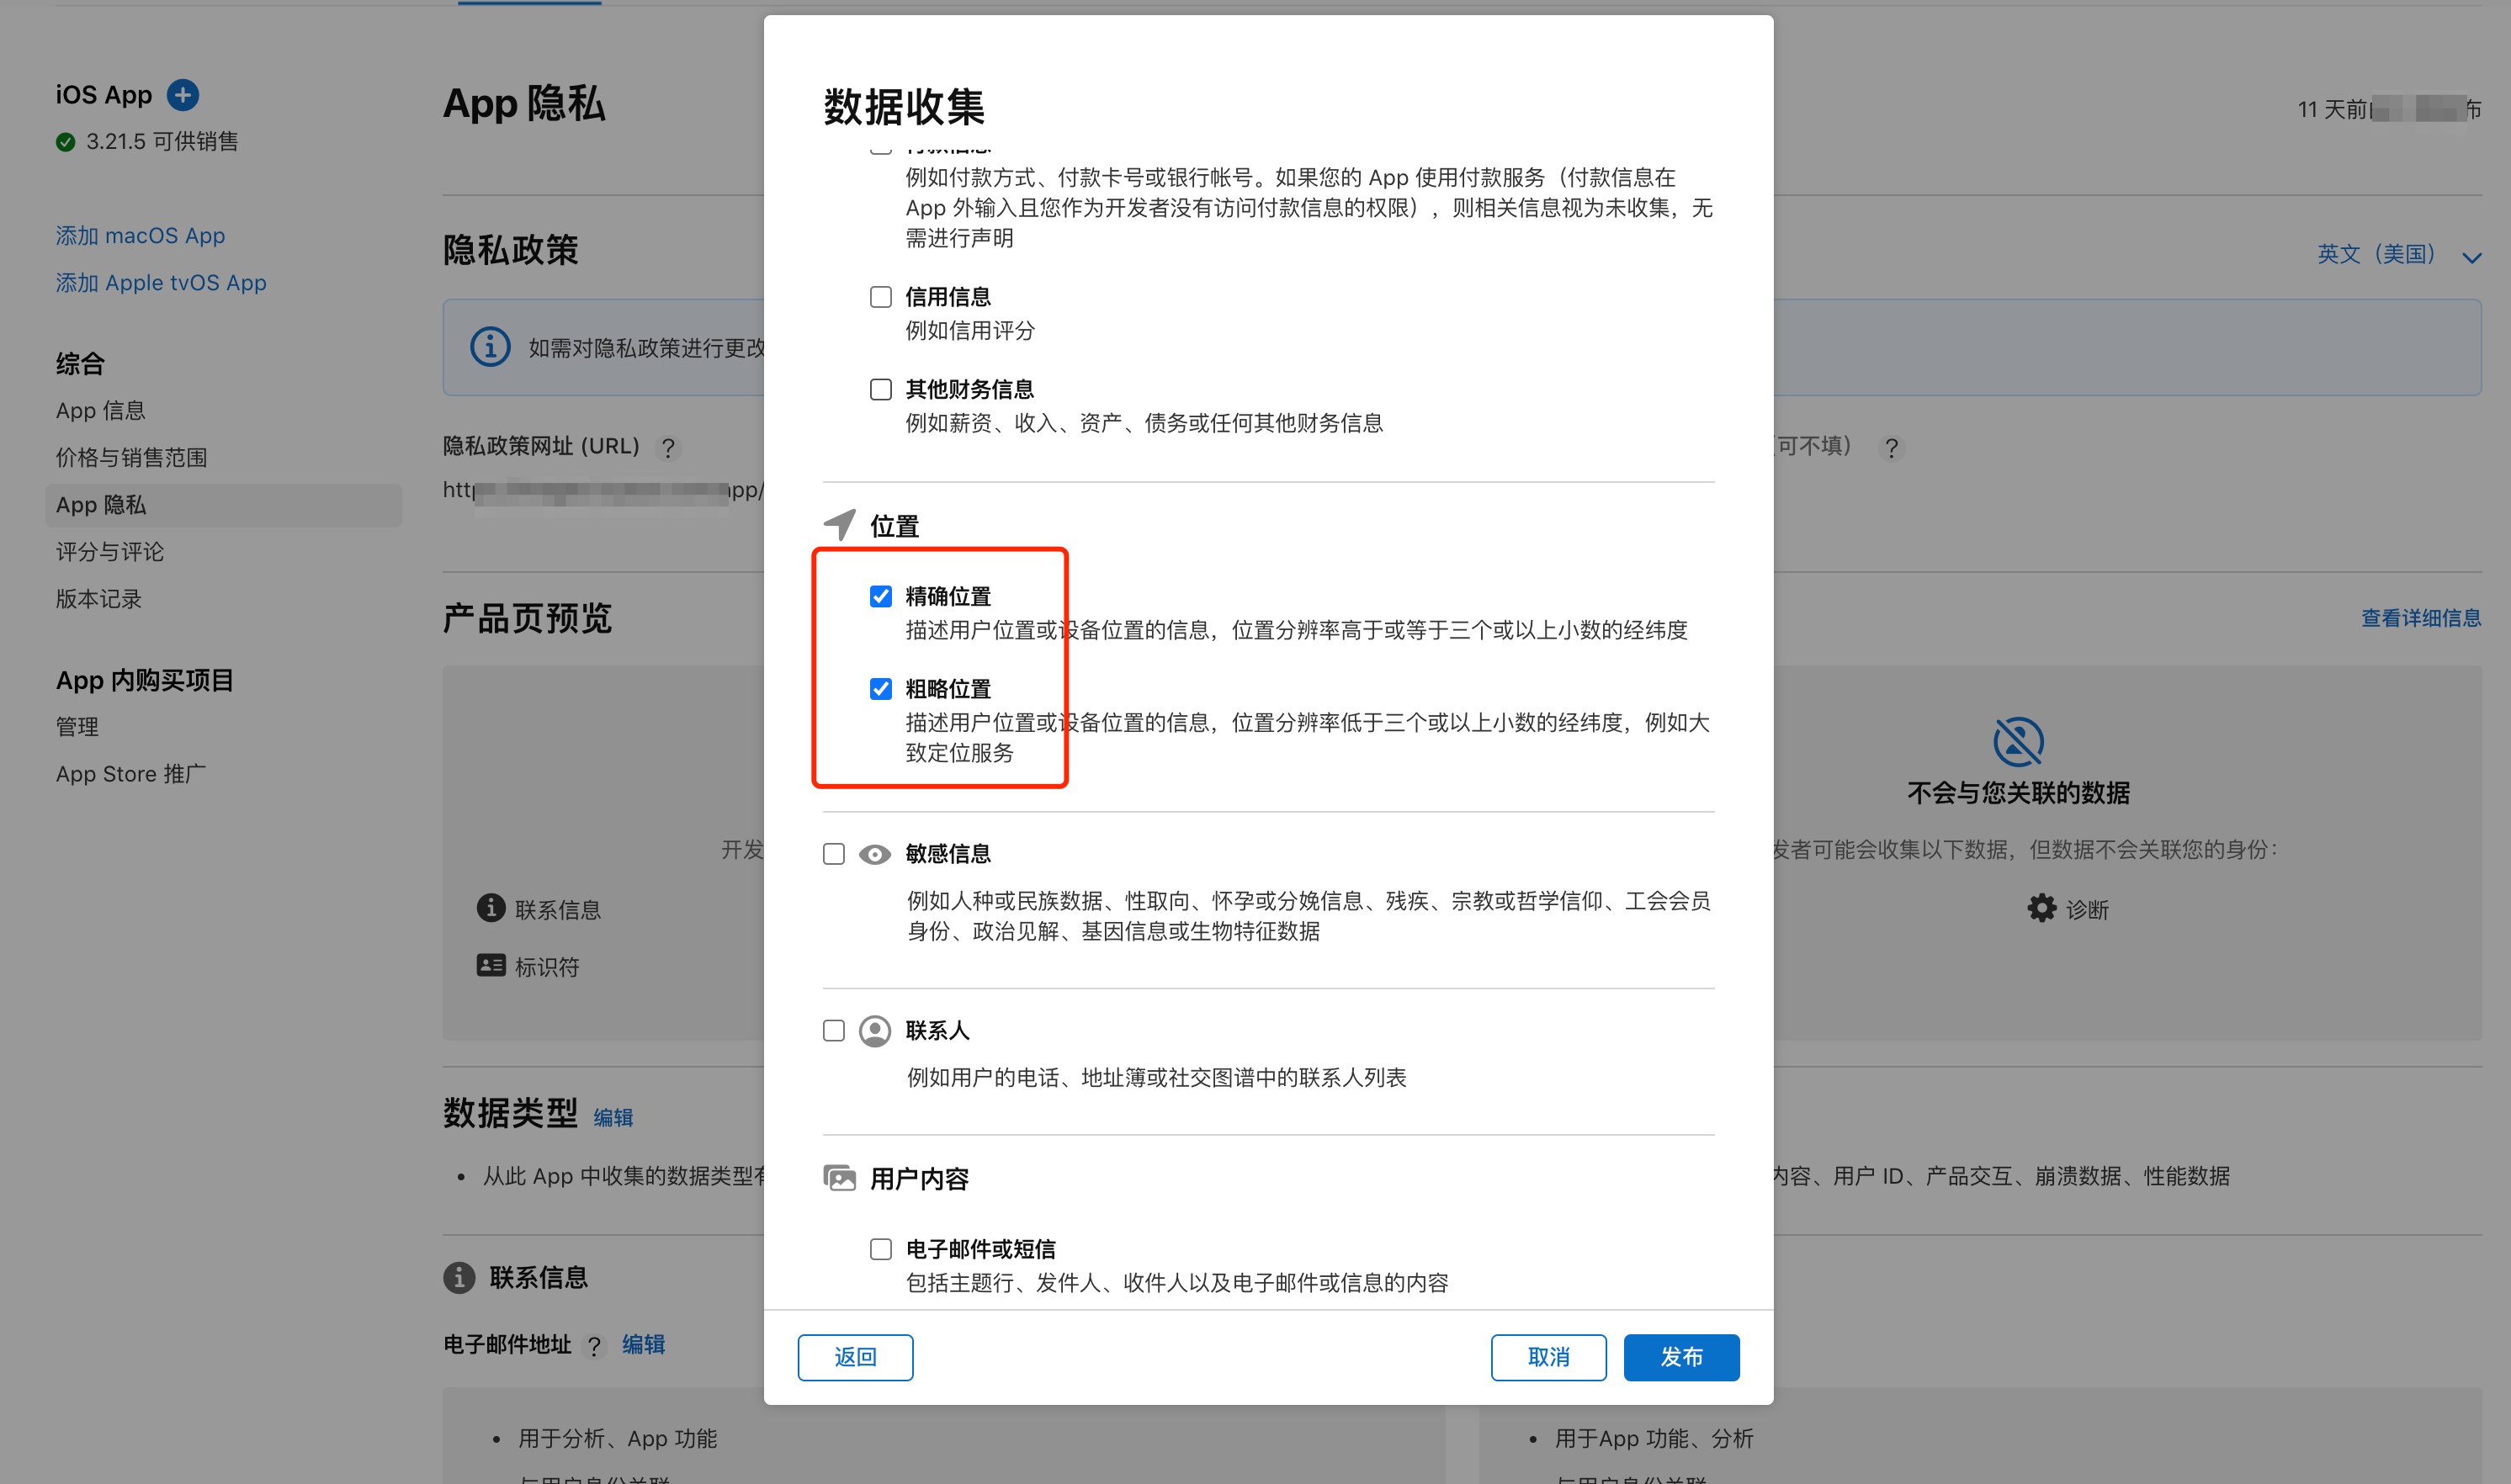 iOS App
3.21.5 可供销售
添加 macOS App
添加 Apple tvOS App
综合
App 信息
价格与销售范围
App 隐私
评分与评论
版本记录
App 内购买项目
管理
App Store 推广
App 隐私
11 天前
布
隐私政策
英文（美国）
如需对隐私政策进行更改
隐私政策网址 (URL) ?
（可不填） ?
http
app/
产品页预览
查看详细信息
开发
联系信息
标识符
不会与您关联的数据
发者可能会收集以下数据，但数据不会关联您的身份：
诊断
数据类型 编辑
• 从此 App 中收集的数据类型有
内容、用户 ID、产品交互、崩溃数据、性能数据
联系信息
电子邮件地址 ? 编辑
• 用于分析、App 功能
• 用于App 功能、分析
与用户身份关联
与用户身份关联
数据收集
付款信息
例如付款方式、付款卡号或银行帐号。如果您的 App 使用付款服务（付款信息在
App 外输入且您作为开发者没有访问付款信息的权限），则相关信息视为未收集，无
需进行声明
信用信息
例如信用评分
其他财务信息
例如薪资、收入、资产、债务或任何其他财务信息
位置
精确位置
描述用户位置或设备位置的信息，位置分辨率高于或等于三个或以上小数的经纬度
粗略位置
描述用户位置或设备位置的信息，位置分辨率低于三个或以上小数的经纬度，例如大
致定位服务
敏感信息
例如人种或民族数据、性取向、怀孕或分娩信息、残疾、宗教或哲学信仰、工会会员
身份、政治见解、基因信息或生物特征数据
联系人
例如用户的电话、地址簿或社交图谱中的联系人列表
用户内容
电子邮件或短信
包括主题行、发件人、收件人以及电子邮件或信息的内容
返回
取消
发布